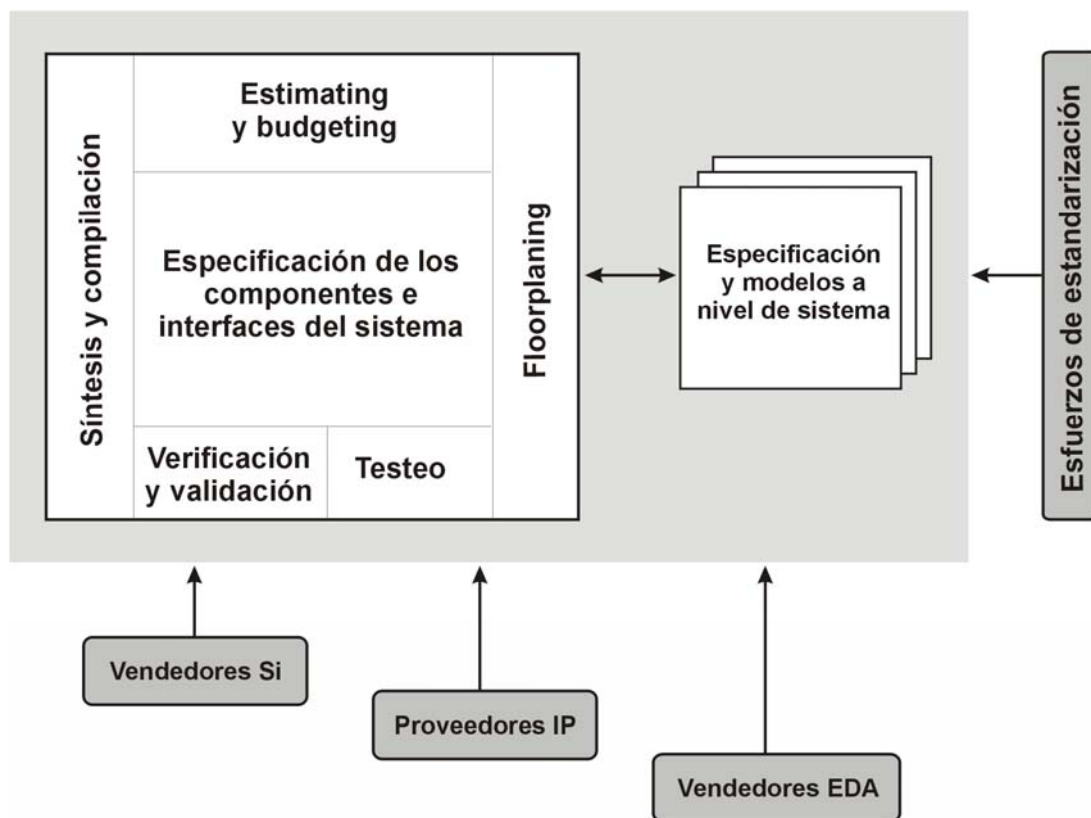 Estimating
y budgeting
Síntesis y compilación
Especificación de los
componentes e
interfaces del sistema
Floorplaning
Verificación
y validación
Testeo
Especificación
y modelos a
nivel de sistema
Esfuerzos de estandarización
Vendedores Si
Proveedores IP
Vendedores EDA